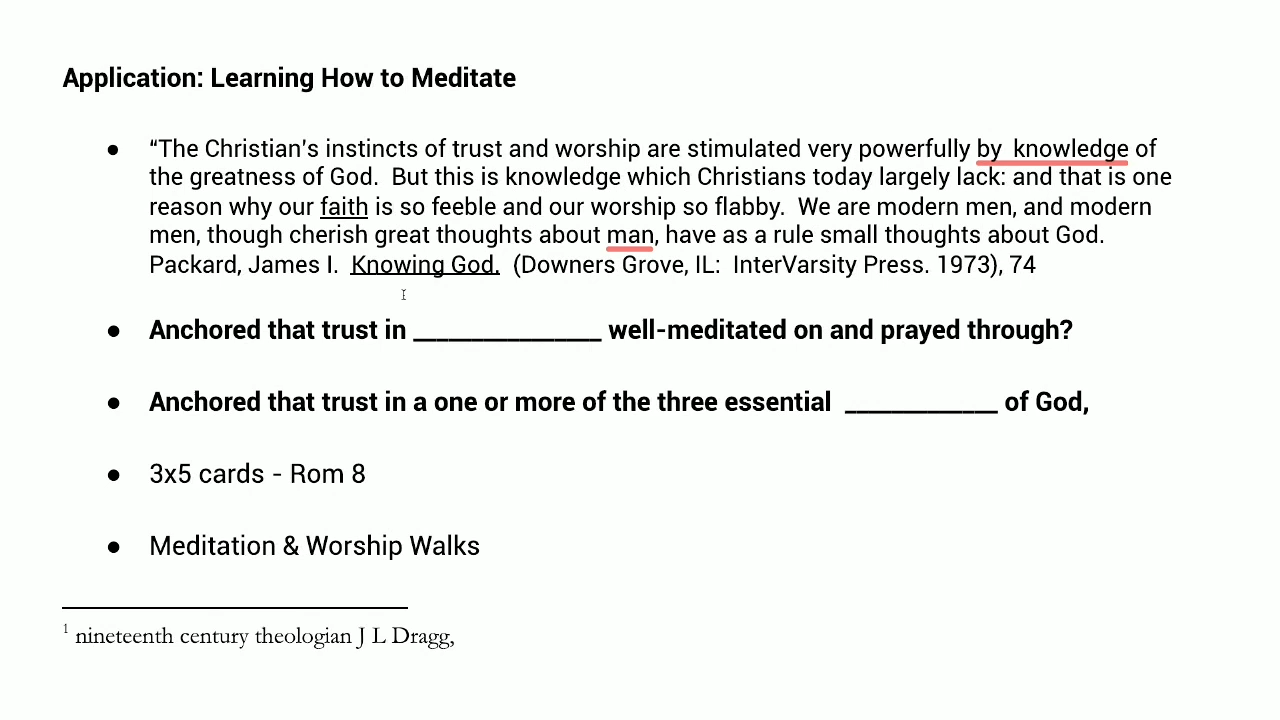 Application: Learning How to Meditate
● “The Christian's instincts of trust and worship are stimulated very powerfully by  knowledge of
the greatness of God.  But this is knowledge which Christians today largely lack: and that is one
reason why our faith is so feeble and our worship so flabby.  We are modern men, and modern
men, though cherish great thoughts about man, have as a rule small thoughts about God.
Packard, James I.  Knowing God.  (Downers Grove, IL:  InterVarsity Press. 1973), 74
● Anchored that trust in ______________ well-meditated on and prayed through?
● Anchored that trust in a one or more of the three essential  ____________ of God,
● 3x5 cards - Rom 8
● Meditation & Worship Walks
1 nineteenth century theologian J L Dragg,